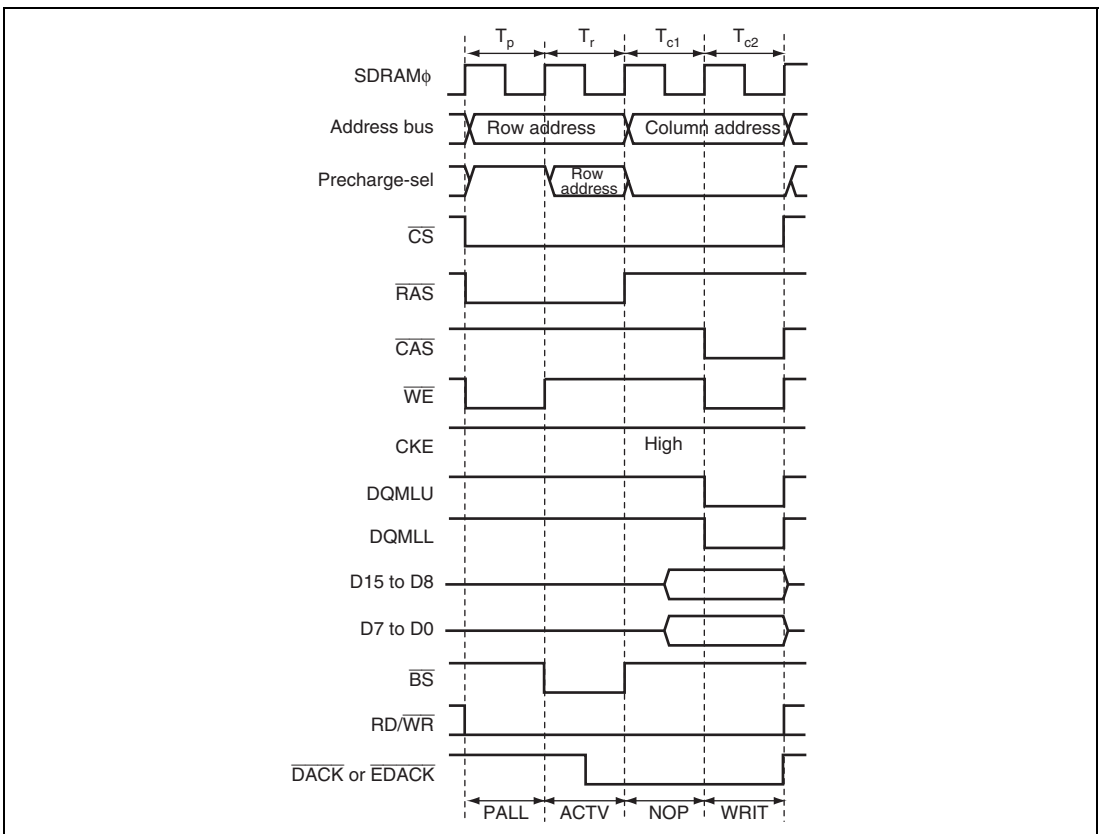 Tp Tr Tc1 Tc2
SDRAMϕ
Address bus Row address Column address
Precharge-sel Row
address
CS
RAS
CAS
WE
CKE High
DQMLU
DQMLL
D15 to D8
D7 to D0
BS
RD/WR
DACK or EDACK
PALL ACTV NOP WRIT